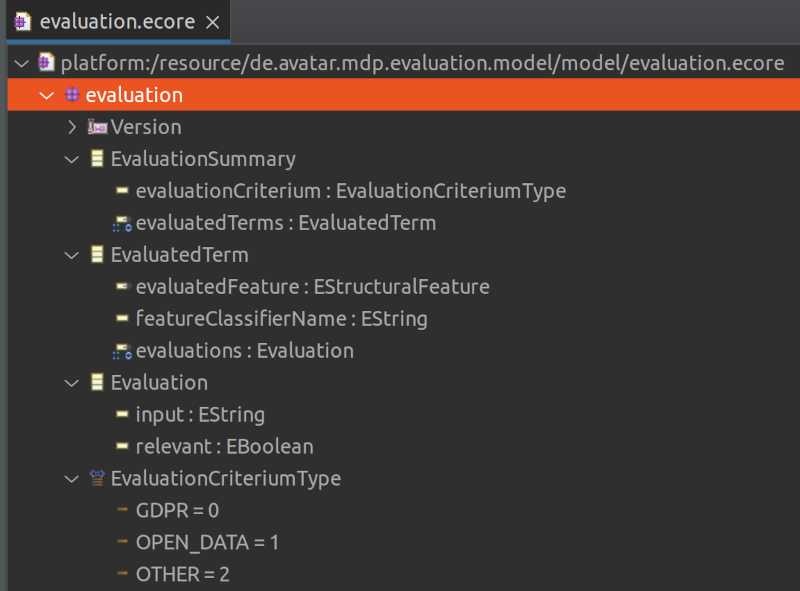 evaluation.ecore
platform:/resource/de.avatar.mdp.evaluation.model/model/evaluation.ecore
evaluation
Version
EvaluationSummary
evaluationCriterium : EvaluationCriteriumType
evaluatedTerms : EvaluatedTerm
EvaluatedTerm
evaluatedFeature : EStructuralFeature
featureClassifierName : EString
evaluations : Evaluation
Evaluation
input : EString
relevant : EBoolean
EvaluationCriteriumType
GDPR = 0
OPEN_DATA = 1
OTHER = 2